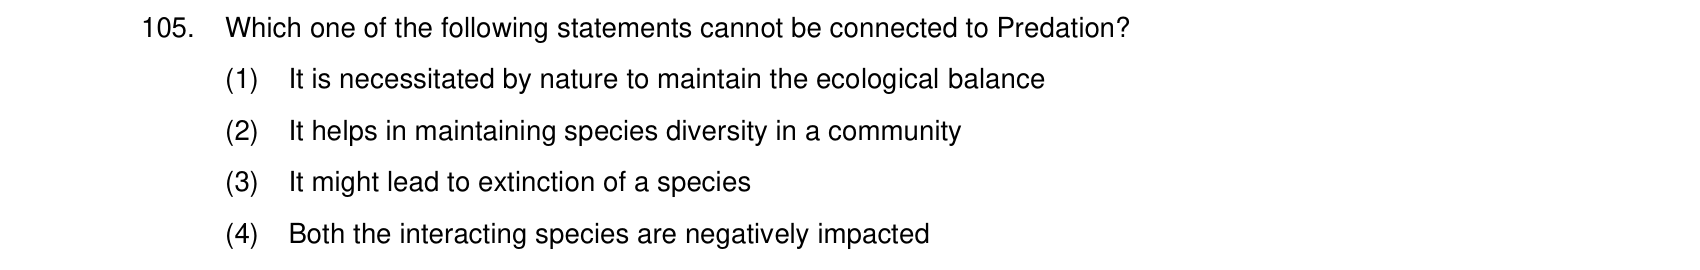 105. Which one of the following statements cannot be connected to Predation?
(1) It is necessitated by nature to maintain the ecological balance
(2) It helps in maintaining species diversity in a community
(3) It might lead to extinction of a species
(4) Both the interacting species are negatively impacted